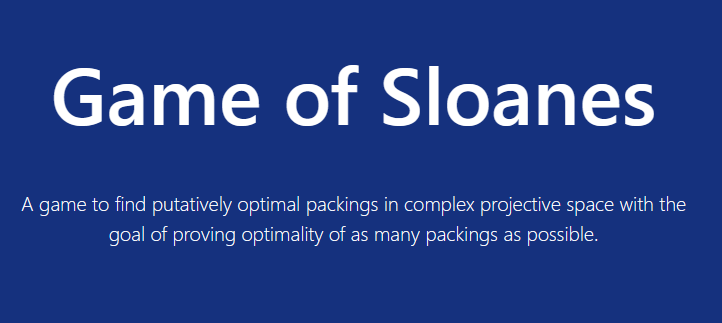 Game of Sloanes
A game to find putatively optimal packings in complex projective space with the
goal of proving optimality of as many packings as possible.